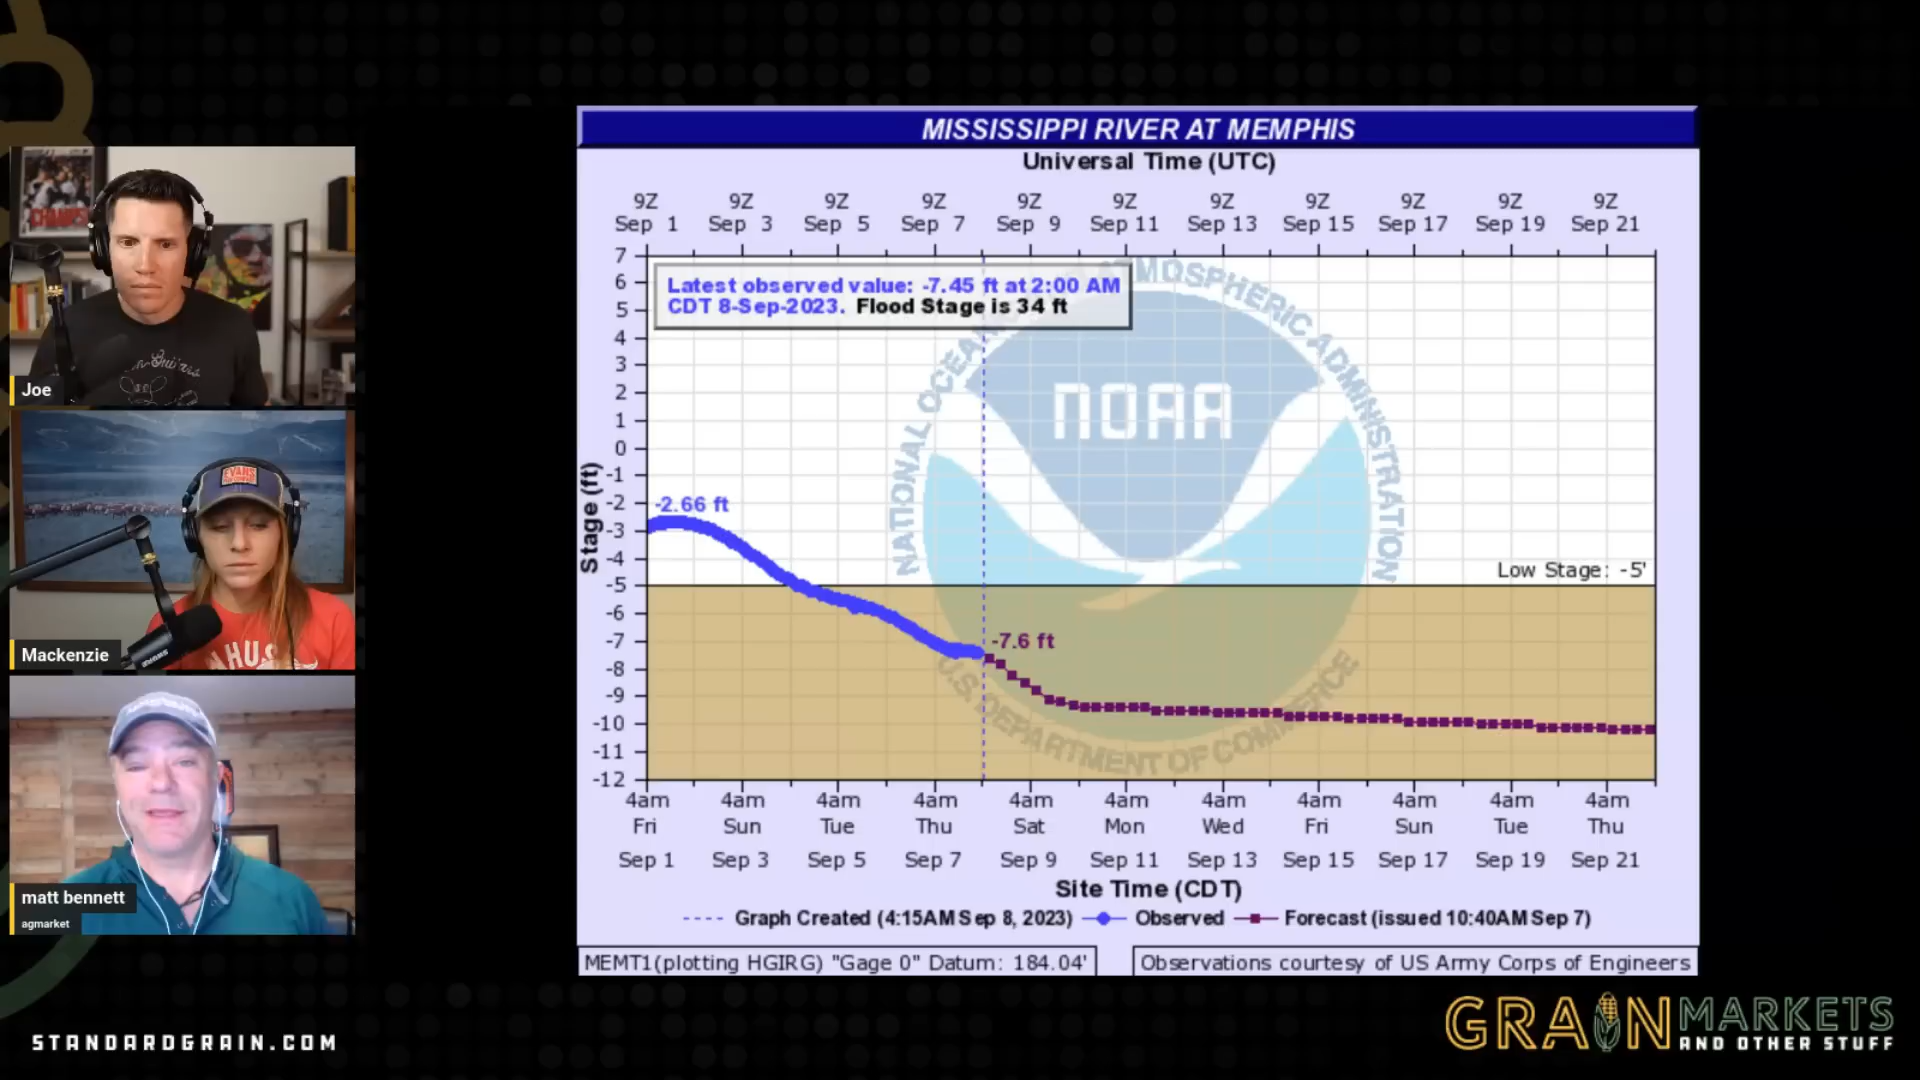 MISSISSIPPI RIVER AT MEMPHIS
Universal Time (UTC)
9Z 9Z 9Z 9Z 9Z 9Z 9Z 9Z 9Z 9Z 9Z
Sep 1 Sep 3 Sep 5 Sep 7 Sep 9 Sep 11 Sep 13 Sep 15 Sep 17 Sep 19 Sep 21
7
6
5
4
3
2
1
0
-1
-2
-3
-4
-5
-6
-7
-8
-9
-10
-11
-12
Stage (ft)
Latest observed value: -7.45 ft at 2:00 AM
CDT 8-Sep-2023. Flood Stage is 34 ft
NATIONAL OCEANIC AND ATMOSPHERIC ADMINISTRATION
NOAA
U.S. DEPARTMENT OF COMMERCE
-2.66 ft
Low Stage: -5'
-7.6 ft
4am 4am 4am 4am 4am 4am 4am 4am 4am 4am 4am
Fri Sun Tue Thu Sat Mon Wed Fri Sun Tue Thu
Sep 1 Sep 3 Sep 5 Sep 7 Sep 9 Sep 11 Sep 13 Sep 15 Sep 17 Sep 19 Sep 21
Site Time (CDT)
Graph Created (4:15AM Sep 8, 2023) Observed Forecast (issued 10:40AM Sep 7)
MEMT1(plotting HGIRG) "Gage 0" Datum: 184.04' Observations courtesy of US Army Corps of Engineers
CHAMPS
Joe
EVANS
Mackenzie
matt bennett
agmarket
STANDARDGRAIN.COM
GRAIN MARKETS
AND OTHER STUFF